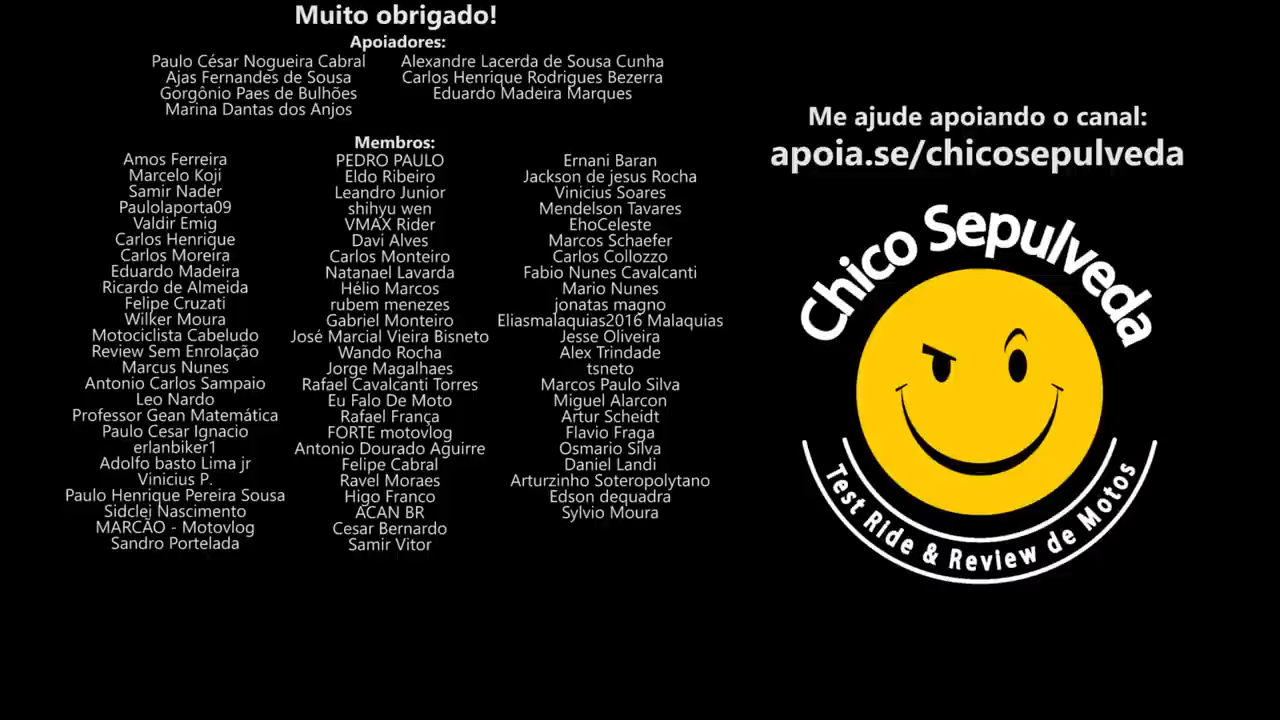 Muito obrigado!
Apoiadores:
Paulo César Nogueira Cabral
Ajas Fernandes de Sousa
Gorgônio Paes de Bulhões
Marina Dantas dos Anjos
Alexandre Lacerda de Sousa Cunha
Carlos Henrique Rodrigues Bezerra
Eduardo Madeira Marques
Membros:
Amos Ferreira
Marcelo Koji
Samir Nader
Paulolaporta09
Valdir Emig
Carlos Henrique
Carlos Moreira
Eduardo Madeira
Ricardo de Almeida
Felipe Cruzati
Wilker Moura
Motociclista Cabeludo
Review Sem Enrolação
Marcus Nunes
Antonio Carlos Sampaio
Leo Nardo
Professor Gean Matemática
Paulo Cesar Ignacio
erlanbiker1
Adolfo basto Lima jr
Vinicius P.
Paulo Henrique Pereira Sousa
Sidclei Nascimento
MARCÃO - Motovlog
Sandro Portelada
PEDRO PAULO
Eldo Ribeiro
Leandro Junior
shihyu wen
VMAX Rider
Davi Alves
Carlos Monteiro
Natanael Lavarda
Hélio Marcos
rubem menezes
Gabriel Monteiro
José Marcial Vieira Bisneto
Wando Rocha
Jorge Magalhaes
Rafael Cavalcanti Torres
Eu Falo De Moto
Rafael França
FORTE motovlog
Antonio Dourado Aguirre
Felipe Cabral
Ravel Moraes
Higo Franco
ACAN BR
Cesar Bernardo
Samir Vitor
Ernani Baran
Jackson de jesus Rocha
Vinicius Soares
Mendelson Tavares
EhoCeleste
Marcos Schaefer
Carlos Collozzo
Fabio Nunes Cavalcanti
Mario Nunes
jonatas magno
Eliasmalaquias2016 Malaquias
Jesse Oliveira
Alex Trindade
tsneto
Marcos Paulo Silva
Miguel Alarcon
Artur Scheidt
Flavio Fraga
Osmario Silva
Daniel Landi
Arturzinho Soteropolytano
Edson dequadra
Sylvio Moura
Me ajude apoiando o canal:
apoia.se/chicosepulveda
Chico Sepulveda
Test Ride & Review de Motos